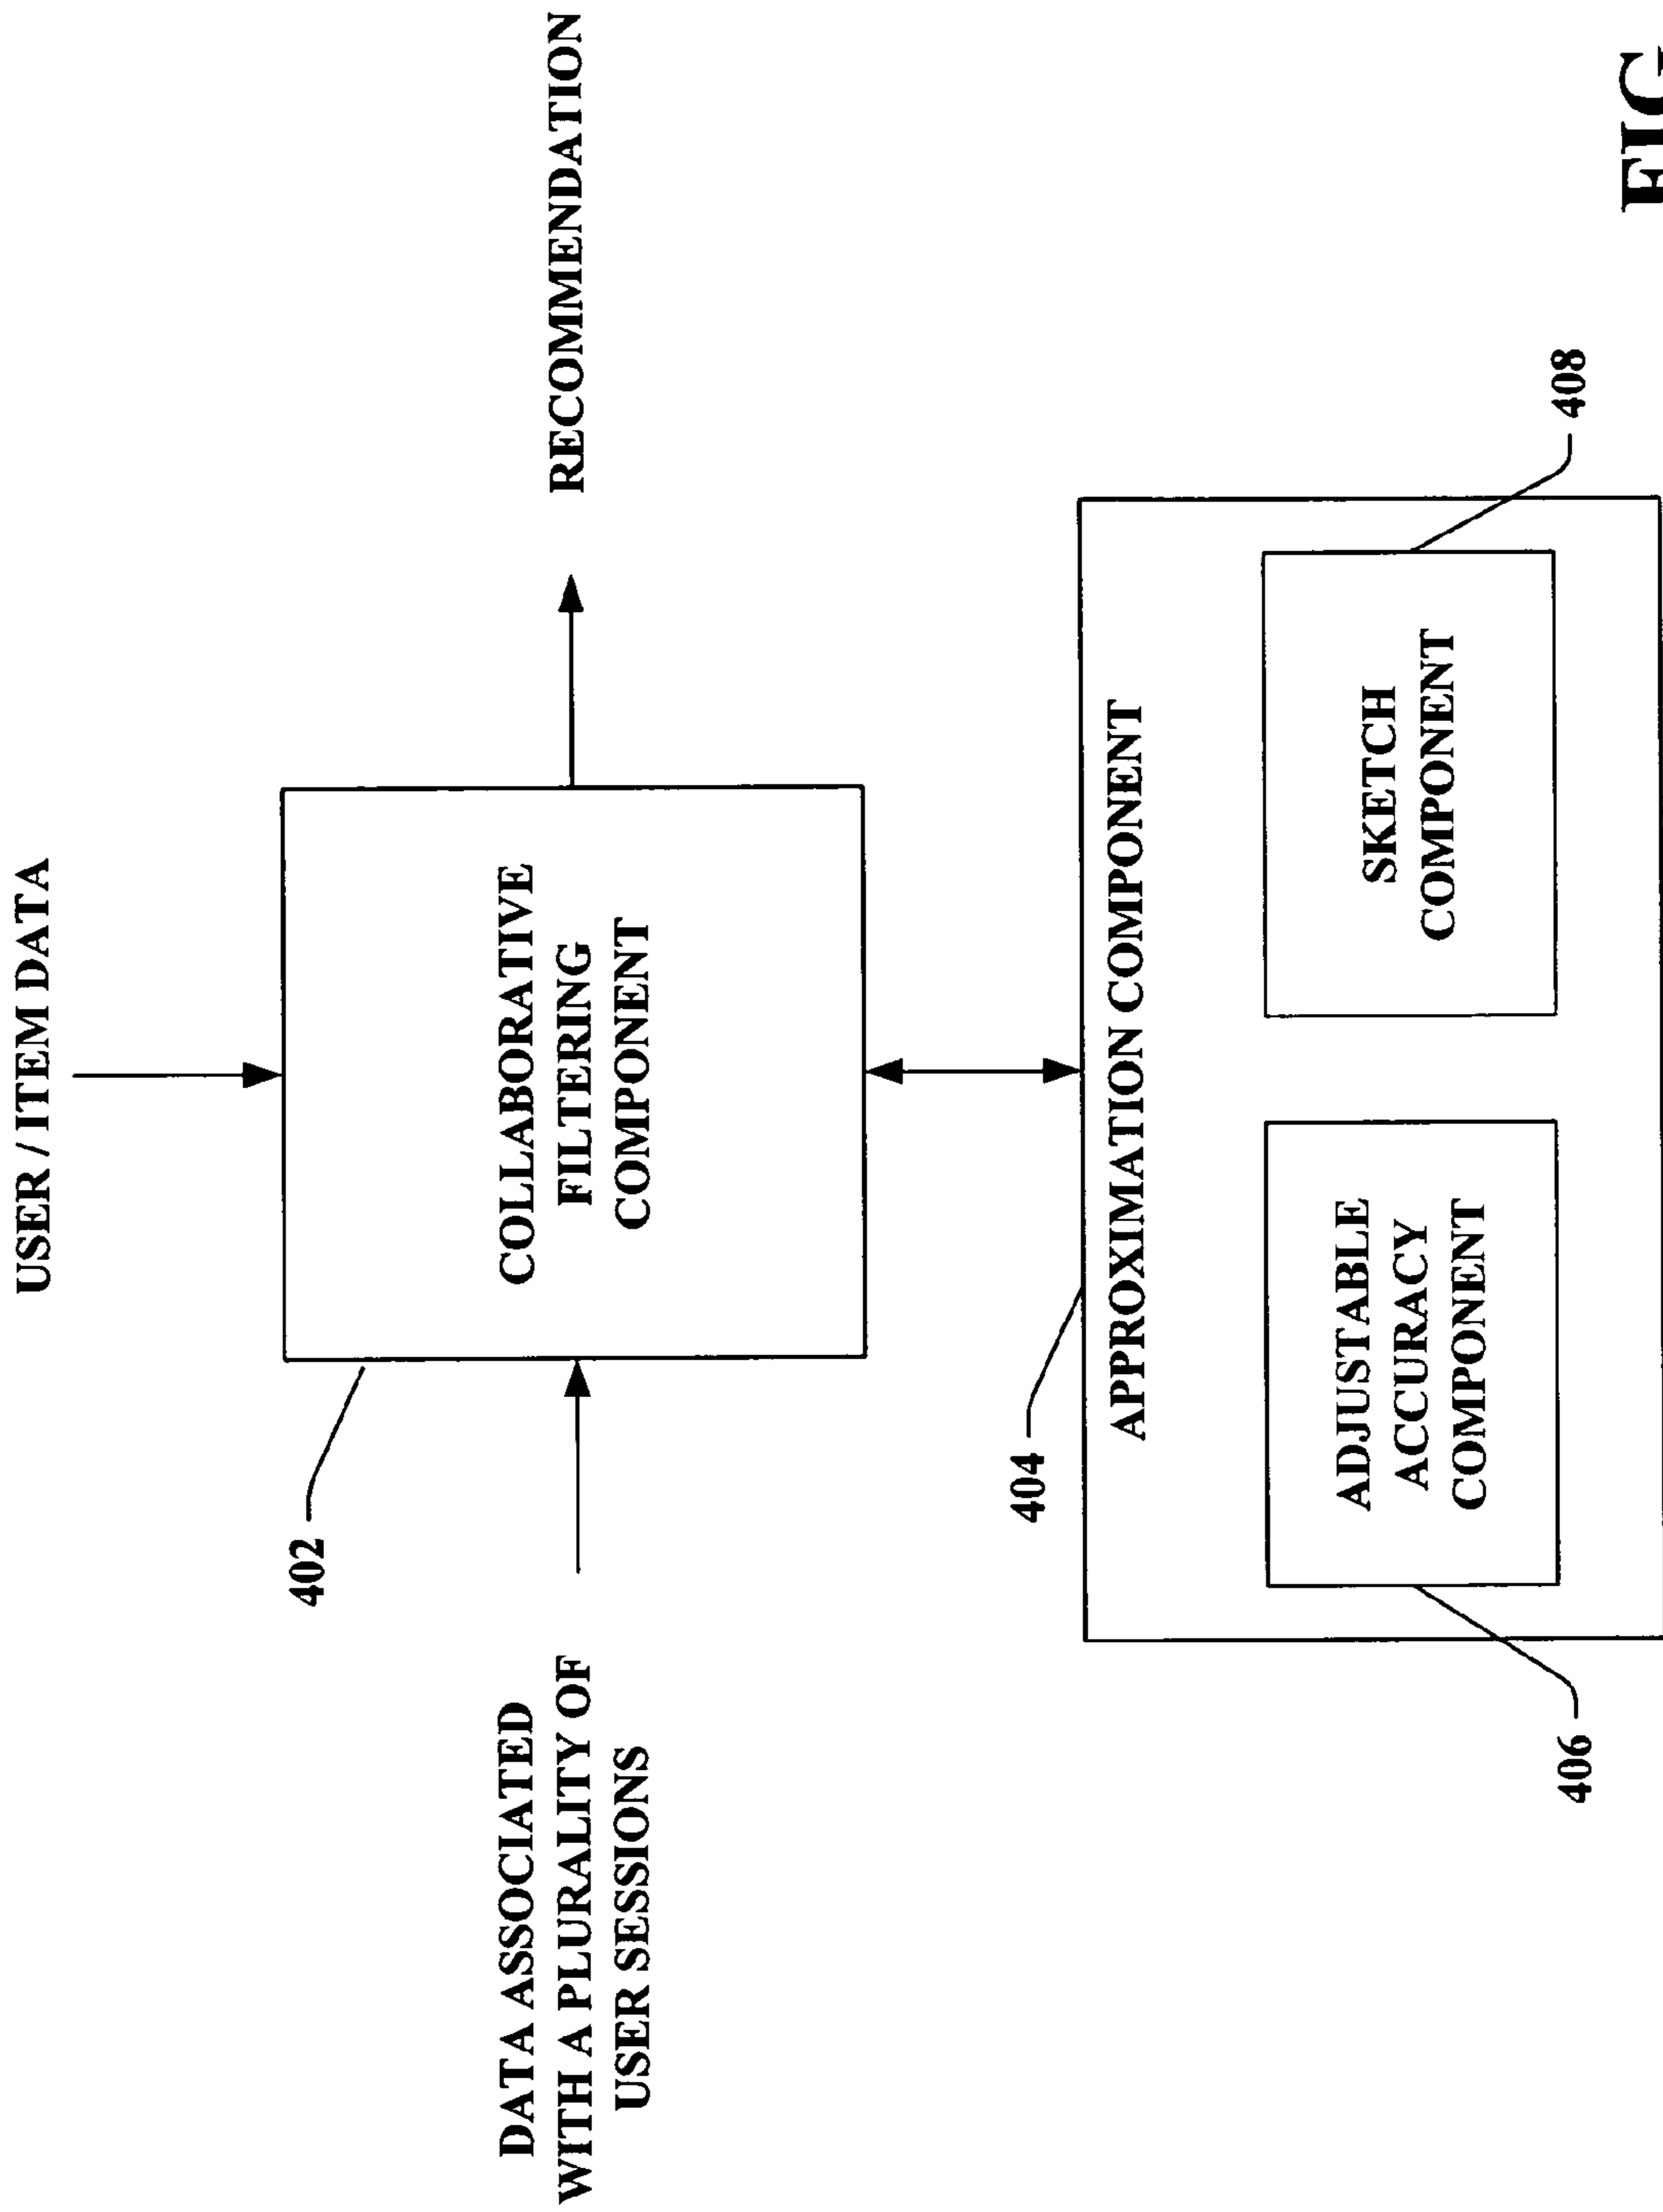 USER / ITEM DATA
402
COLLABORATIVE
FILTERING
COMPONENT
DATA ASSOCIATED
WITH A PLURALITY OF
USER SESSIONS
RECOMMENDATION
404
APPROXIMATION COMPONENT
ADJUSTABLE
ACCURACY
COMPONENT
SKETCH
COMPONENT
406
408
FIG